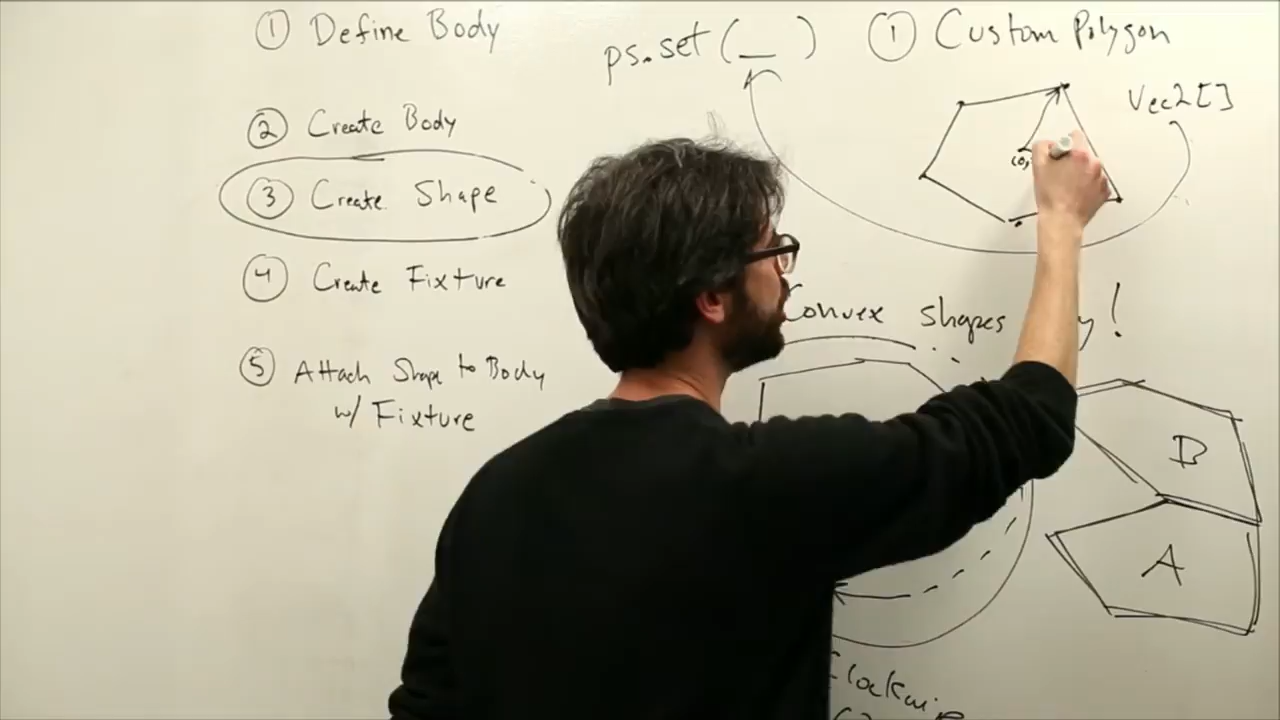 ① Define Body
② Create Body
③ Create Shape
④ Create Fixture
⑤ Attach Shape to Body
w/ Fixture
ps.set(_)
① Custom Polygon
Vec2[]
Convex shapes
!
B
A